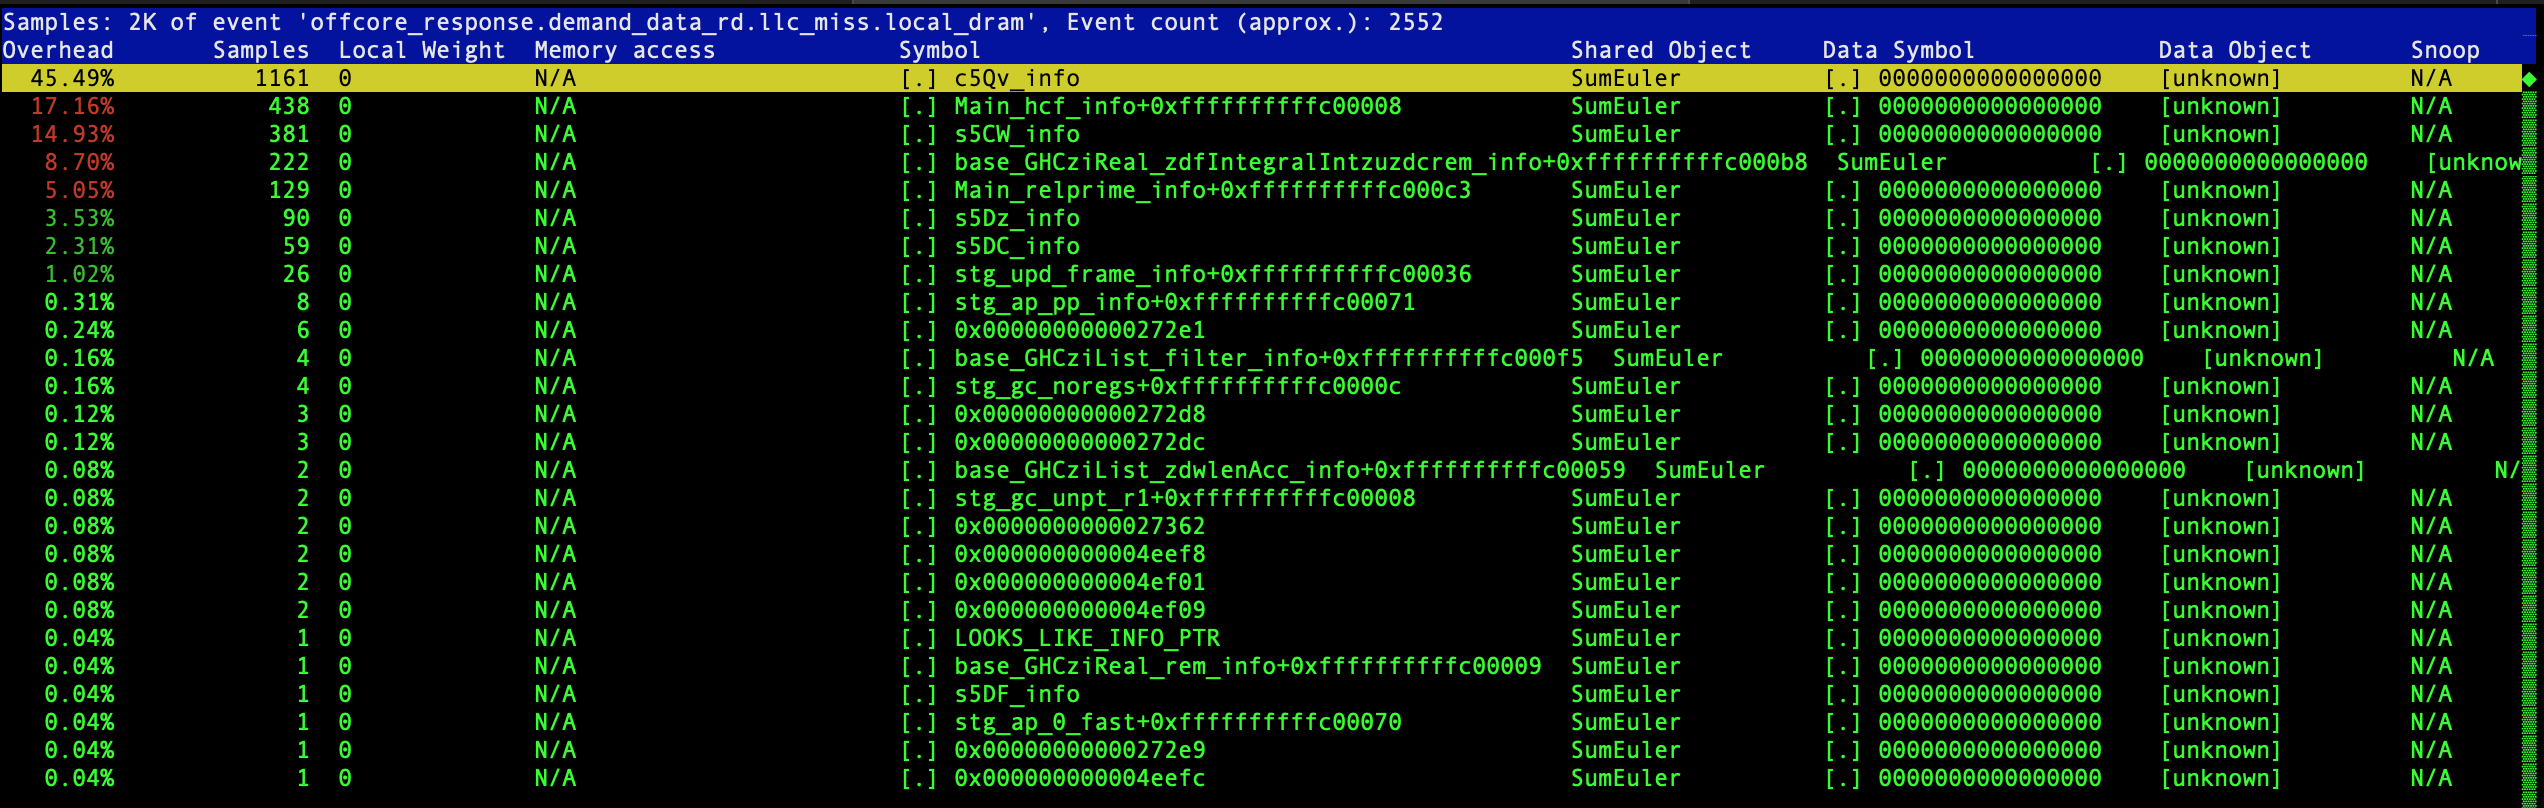 Samples: 2K of event 'offcore_response.demand_data_rd.llc_miss.local_dram', Event count (approx.): 2552
Overhead Samples Local Weight Memory access Symbol Shared Object Data Symbol Data Object Snoop
45.49% 1161 0 N/A [.] c5Qv_info SumEuler [.] 0000000000000000 [unknown] N/A
17.16% 438 0 N/A [.] Main_hcf_info+0xffffffffffc00008 SumEuler [.] 0000000000000000 [unknown] N/A
14.93% 381 0 N/A [.] s5CW_info SumEuler [.] 0000000000000000 [unknown] N/A
8.70% 222 0 N/A [.] base_GHCziReal_zdfIntegralIntzuzdcrem_info+0xffffffffffc000b8 SumEuler [.] 0000000000000000 [unknow
5.05% 129 0 N/A [.] Main_relprime_info+0xffffffffffc000c3 SumEuler [.] 0000000000000000 [unknown] N/A
3.53% 90 0 N/A [.] s5Dz_info SumEuler [.] 0000000000000000 [unknown] N/A
2.31% 59 0 N/A [.] s5DC_info SumEuler [.] 0000000000000000 [unknown] N/A
1.02% 26 0 N/A [.] stg_upd_frame_info+0xffffffffffc00036 SumEuler [.] 0000000000000000 [unknown] N/A
0.31% 8 0 N/A [.] stg_ap_pp_info+0xffffffffffc00071 SumEuler [.] 0000000000000000 [unknown] N/A
0.24% 6 0 N/A [.] 0x00000000000272e1 SumEuler [.] 0000000000000000 [unknown] N/A
0.16% 4 0 N/A [.] base_GHCziList_filter_info+0xffffffffffc000f5 SumEuler [.] 0000000000000000 [unknown] N/A
0.16% 4 0 N/A [.] stg_gc_noregs+0xffffffffffc0000c SumEuler [.] 0000000000000000 [unknown] N/A
0.12% 3 0 N/A [.] 0x00000000000272d8 SumEuler [.] 0000000000000000 [unknown] N/A
0.12% 3 0 N/A [.] 0x00000000000272dc SumEuler [.] 0000000000000000 [unknown] N/A
0.08% 2 0 N/A [.] base_GHCziList_zdwlenAcc_info+0xffffffffffc00059 SumEuler [.] 0000000000000000 [unknown] N/
0.08% 2 0 N/A [.] stg_gc_unpt_r1+0xffffffffffc00008 SumEuler [.] 0000000000000000 [unknown] N/A
0.08% 2 0 N/A [.] 0x0000000000027362 SumEuler [.] 0000000000000000 [unknown] N/A
0.08% 2 0 N/A [.] 0x000000000004eef8 SumEuler [.] 0000000000000000 [unknown] N/A
0.08% 2 0 N/A [.] 0x000000000004ef01 SumEuler [.] 0000000000000000 [unknown] N/A
0.08% 2 0 N/A [.] 0x000000000004ef09 SumEuler [.] 0000000000000000 [unknown] N/A
0.04% 1 0 N/A [.] LOOKS_LIKE_INFO_PTR SumEuler [.] 0000000000000000 [unknown] N/A
0.04% 1 0 N/A [.] base_GHCziReal_rem_info+0xffffffffffc00009 SumEuler [.] 0000000000000000 [unknown] N/A
0.04% 1 0 N/A [.] s5DF_info SumEuler [.] 0000000000000000 [unknown] N/A
0.04% 1 0 N/A [.] stg_ap_0_fast+0xffffffffffc00070 SumEuler [.] 0000000000000000 [unknown] N/A
0.04% 1 0 N/A [.] 0x00000000000272e9 SumEuler [.] 0000000000000000 [unknown] N/A
0.04% 1 0 N/A [.] 0x000000000004eefc SumEuler [.] 0000000000000000 [unknown] N/A